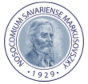 NOSOCOMIUM SAVARIENSE MARKUSOVSZKY
• 1929 •